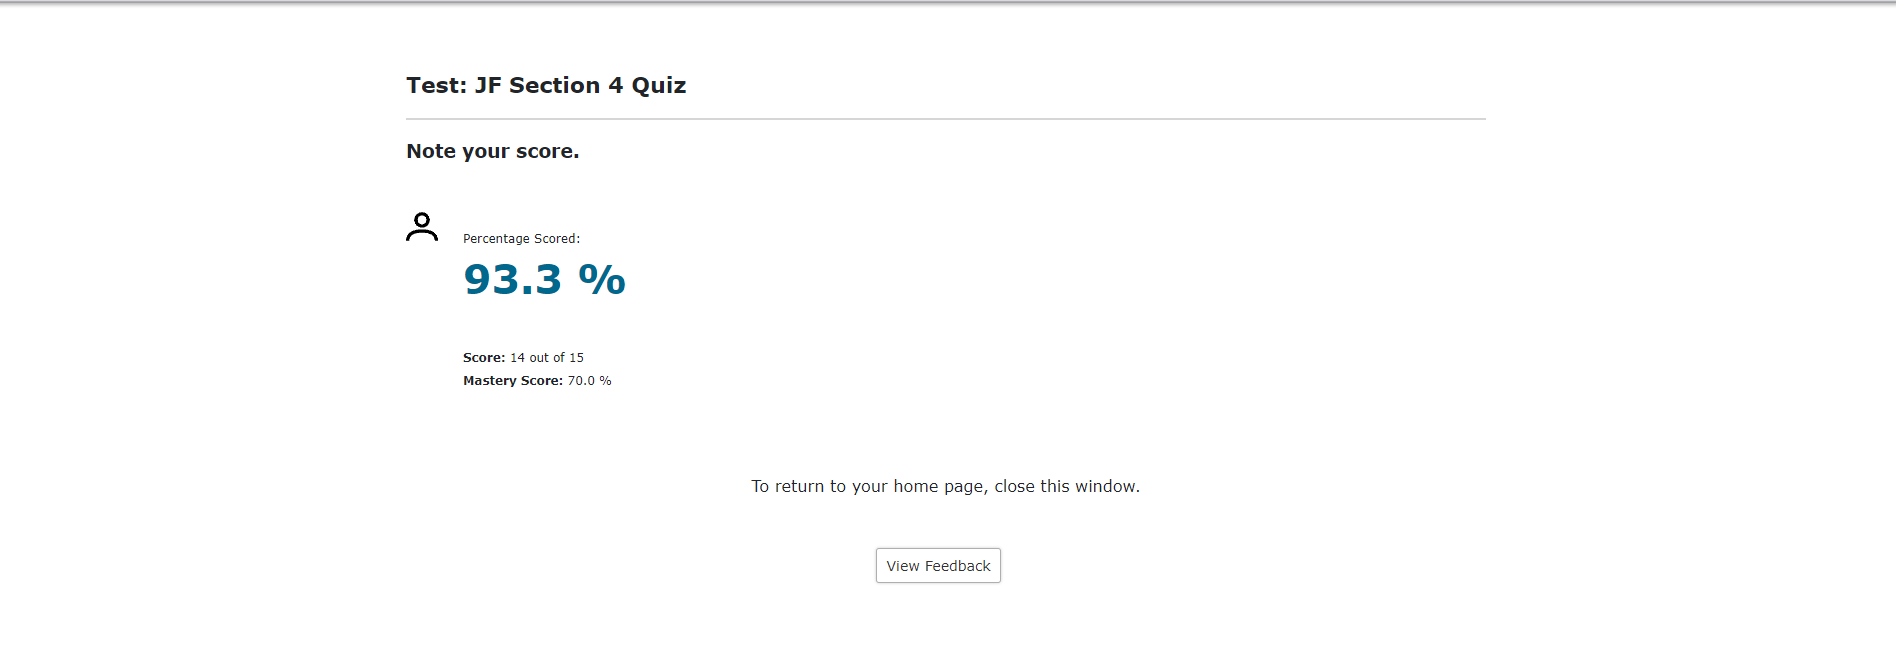 Test: JF Section 4 Quiz
Note your score.
Percentage Scored:
93.3 %
Score: 14 out of 15
Mastery Score: 70.0 %
To return to your home page, close this window.
View Feedback